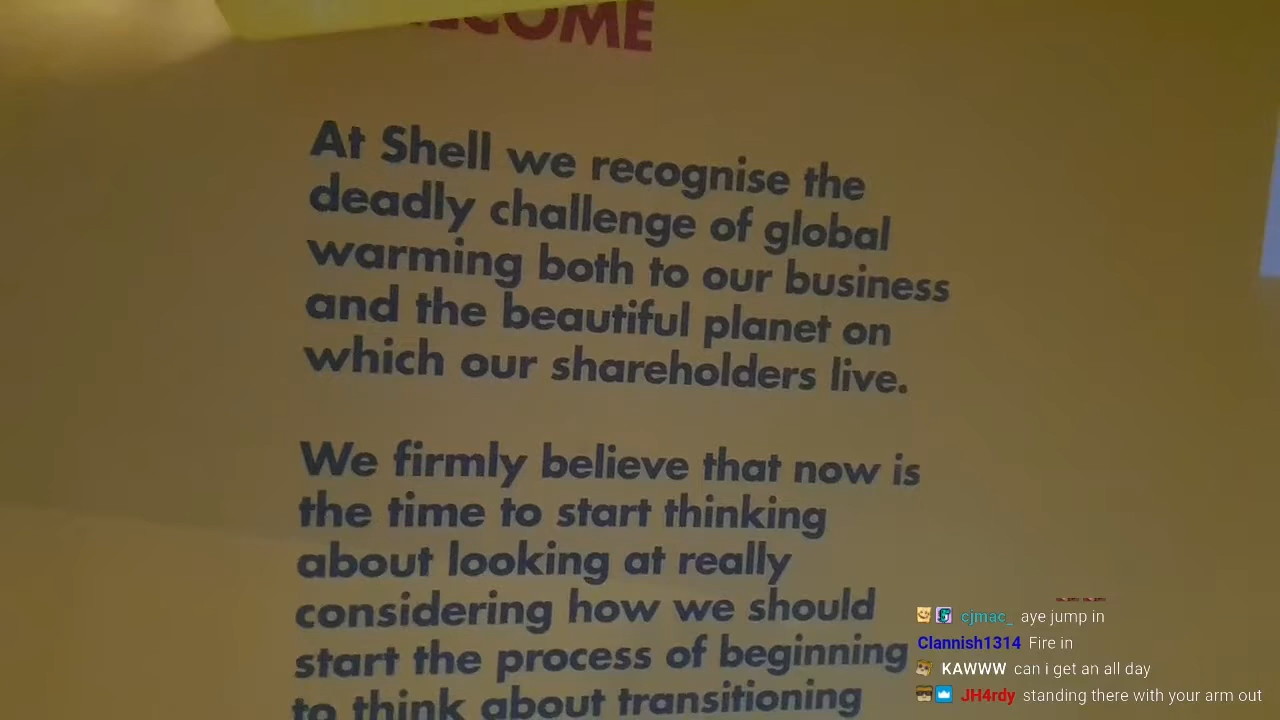 WELCOME
At Shell we recognise the
deadly challenge of global
warming both to our business
and the beautiful planet on
which our shareholders live.
We firmly believe that now is
the time to start thinking
about looking at really
considering how we should
start the process of beginning
to think about transitioning
cjmac_ aye jump in
Clannish1314 Fire in
KAWWW can i get an all day
JH4rdy standing there with your arm out